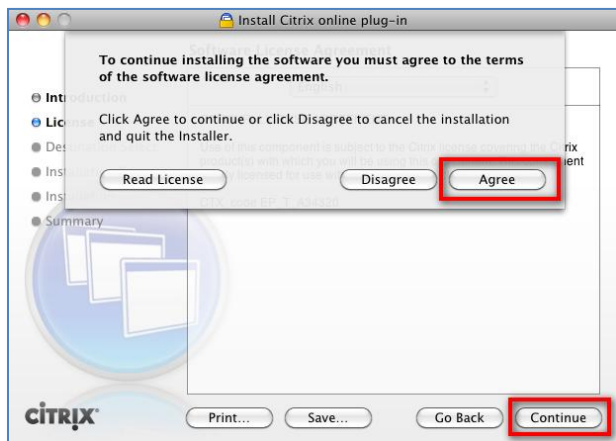 Install Citrix online plug-in
Software License Agreement
To continue installing the software you must agree to the terms
of the software license agreement.
English
Introduction
Click Agree to continue or click Disagree to cancel the installation
and quit the Installer.
License
Destination Select
Use of this component is subject to the Citrix license covering the Citrix
product(s) with which you will be using this component. This component
licensed for use with
Read License
Disagree
Agree
CTX_code EP_T_A34320
Summary
CITRIX
Print...
Save...
Go Back
Continue